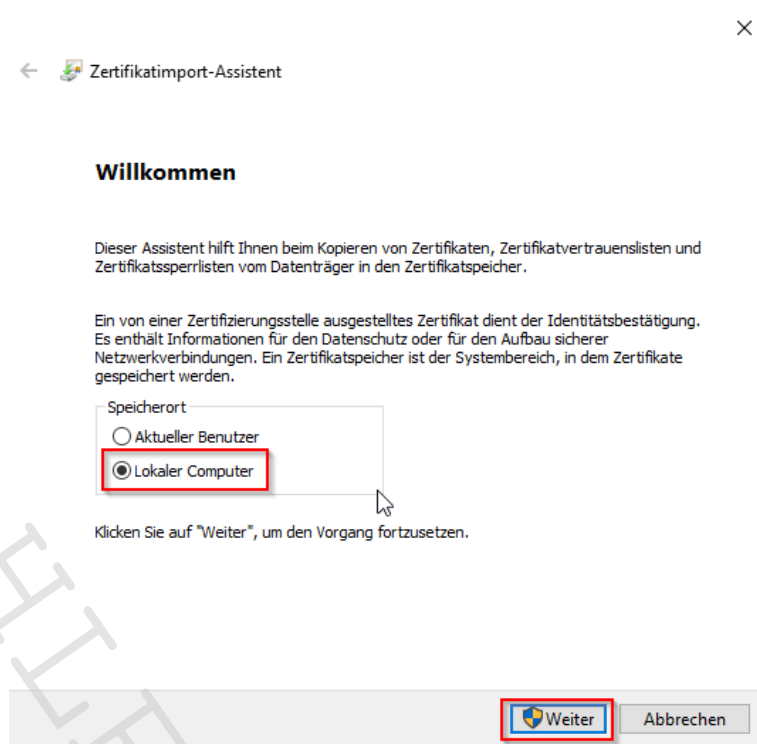 Zertifikatimport-Assistent
Willkommen
Dieser Assistent hilft Ihnen beim Kopieren von Zertifikaten, Zertifikatvertrauenslisten und
Zertifikatssperrlisten vom Datenträger in den Zertifikatspeicher.
Ein von einer Zertifizierungsstelle ausgestelltes Zertifikat dient der Identitätsbestätigung.
Es enthält Informationen für den Datenschutz oder für den Aufbau sicherer
Netzwerkverbindungen. Ein Zertifikatspeicher ist der Systembereich, in dem Zertifikate
gespeichert werden.
Speicherort
Aktueller Benutzer
Lokaler Computer
Klicken Sie auf "Weiter", um den Vorgang fortzusetzen.
Weiter Abbrechen